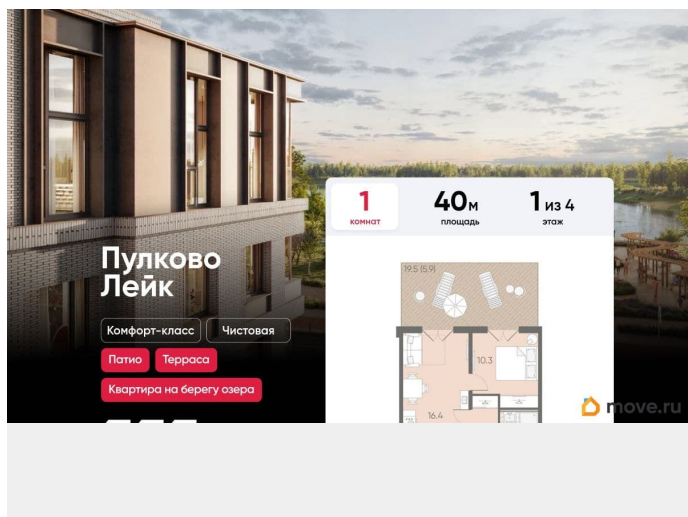 1
комнат
40м
площадь
1 из 4
этаж
Пулково
Лейк
Комфорт-класс
Чистовая
Патио
Терраса
Квартира на берегу озера
19.5 (5.9)
10.3
16.4
move.ru